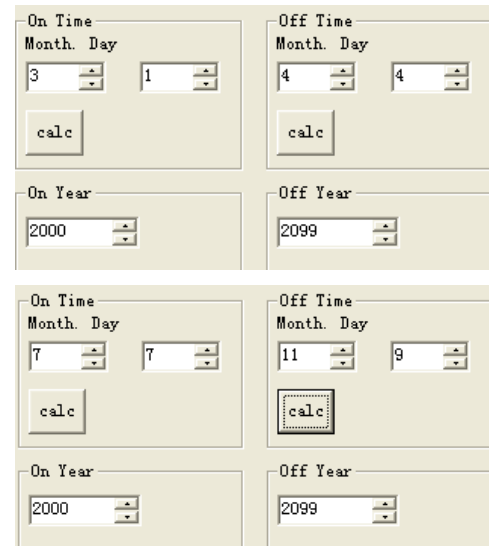 On Time Off Time
Month. Day Month. Day
3 1 4 4
calc calc
On Year Off Year
2000 2099
On Time Off Time
Month. Day Month. Day
7 7 11 9
calc calc
On Year Off Year
2000 2099